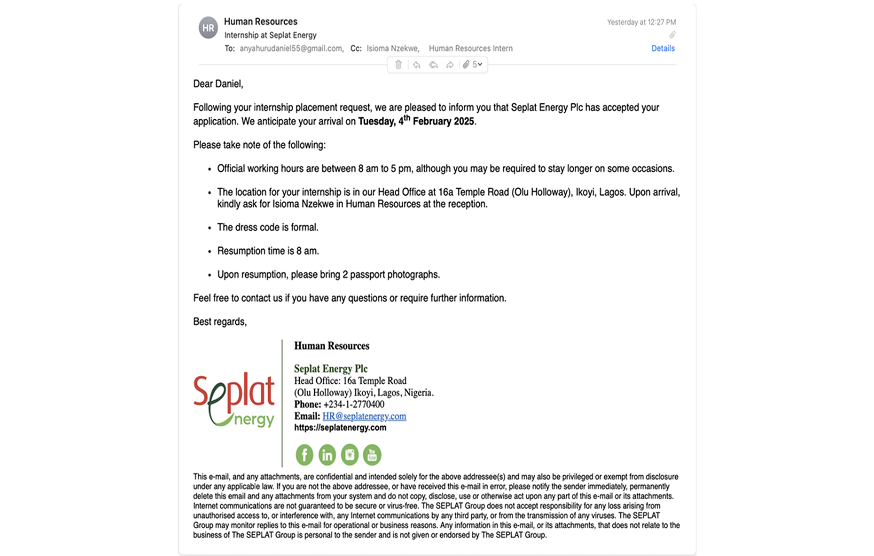 HR
Human Resources
Yesterday at 12:27 PM
Internship at Seplat Energy
To: anyahurudaniel55@gmail.com, Cc: Isioma Nzekwe, Human Resources Intern
Details
5
Dear Daniel,
Following your internship placement request, we are pleased to inform you that Seplat Energy Plc has accepted your
application. We anticipate your arrival on Tuesday, 4th February 2025.
Please take note of the following:
• Official working hours are between 8 am to 5 pm, although you may be required to stay longer on some occasions.
• The location for your internship is in our Head Office at 16a Temple Road (Olu Holloway), Ikoyi, Lagos. Upon arrival,
kindly ask for Isioma Nzekwe in Human Resources at the reception.
• The dress code is formal.
• Resumption time is 8 am.
• Upon resumption, please bring 2 passport photographs.
Feel free to contact us if you have any questions or require further information.
Best regards,
Seplat
energy
Human Resources
Seplat Energy Plc
Head Office: 16a Temple Road
(Olu Holloway) Ikoyi, Lagos, Nigeria.
Phone: +234-1-2770400
Email: HR@seplatenergy.com
https://seplatenergy.com
f in You Tube
This e-mail, and any attachments, are confidential and intended solely for the above addressee(s) and may also be privileged or exempt from disclosure
under any applicable law. If you are not the above addressee, or have received this e-mail in error, please notify the sender immediately, permanently
delete this email and any attachments from your system and do not copy, disclose, use or otherwise act upon any part of this e-mail or its attachments.
Internet communications are not guaranteed to be secure or virus-free. The SEPLAT Group does not accept responsibility for any loss arising from
unauthorised access to, or interference with, any Internet communications by any third party, or from the transmission of any viruses. The SEPLAT
Group may monitor replies to this e-mail for operational or business reasons. Any information in this e-mail, or its attachments, that does not relate to the
business of The SEPLAT Group is personal to the sender and is not given or endorsed by The SEPLAT Group.